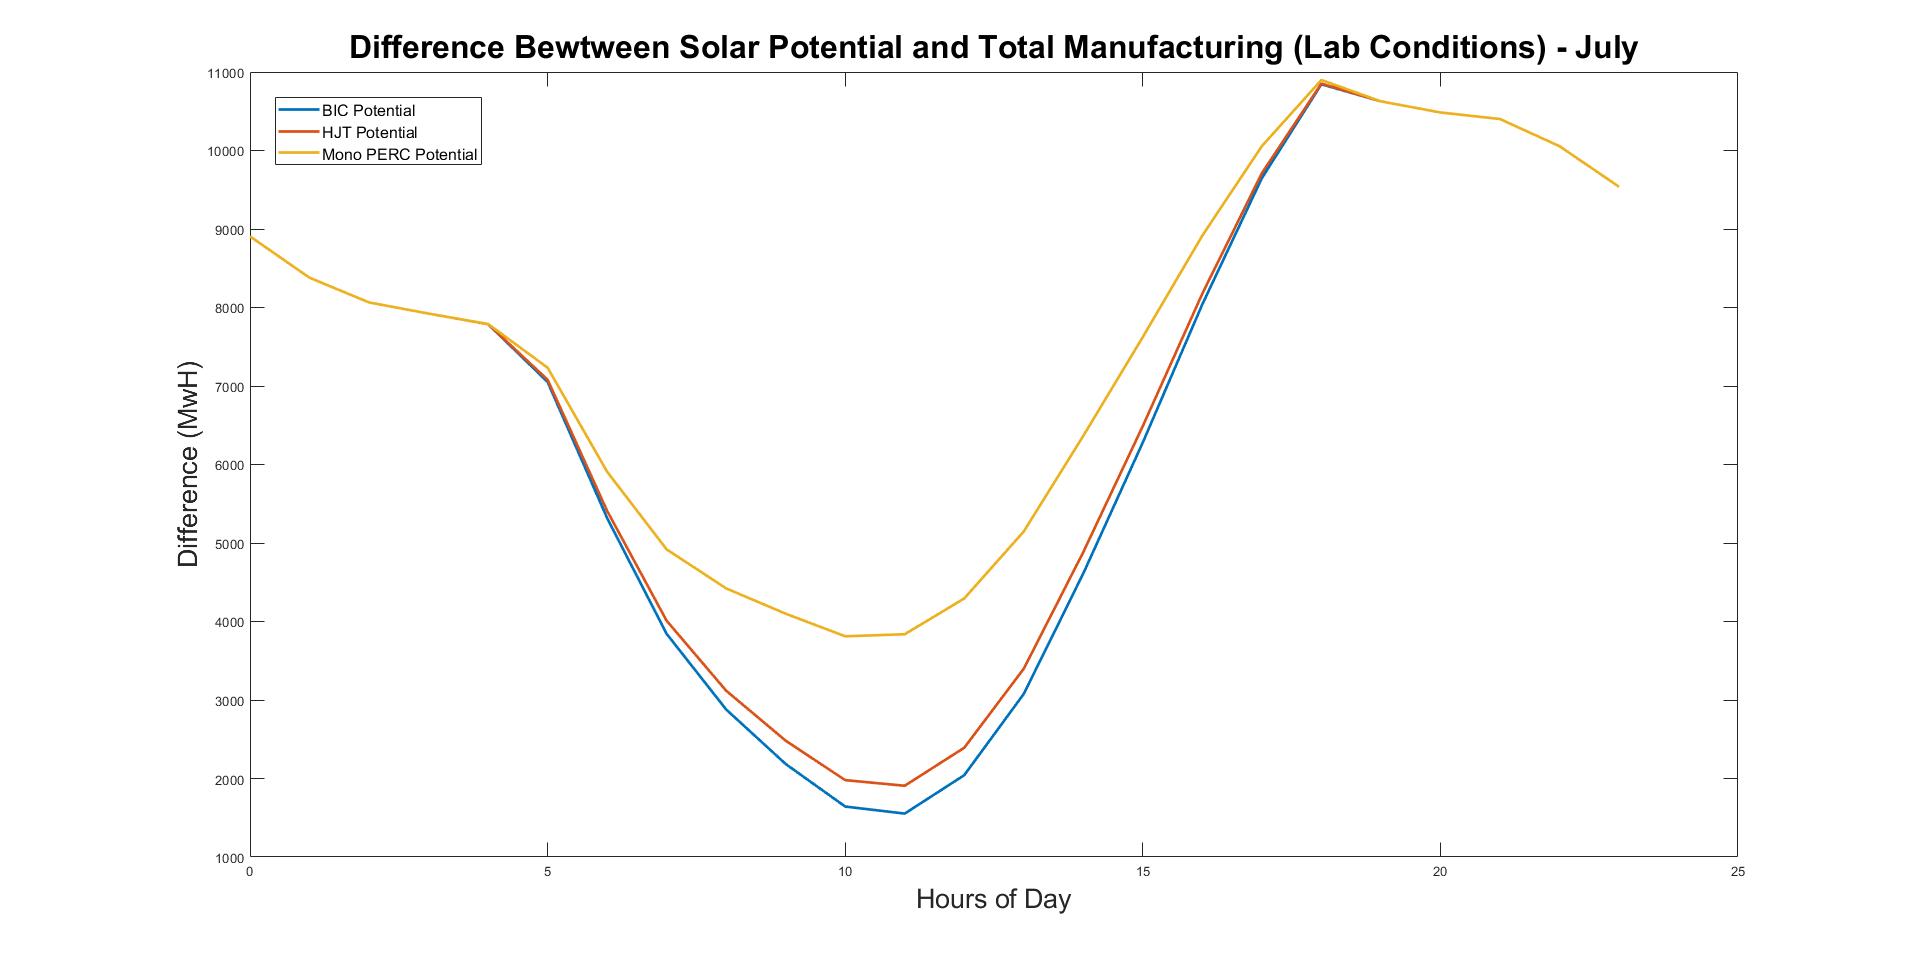 Difference Bewtween Solar Potential and Total Manufacturing (Lab Conditions) - July
11000
10000
9000
8000
7000
6000
5000
4000
3000
2000
1000
BIC Potential
HJT Potential
Mono PERC Potential
Difference (MwH)
0
5
10
15
20
25
Hours of Day